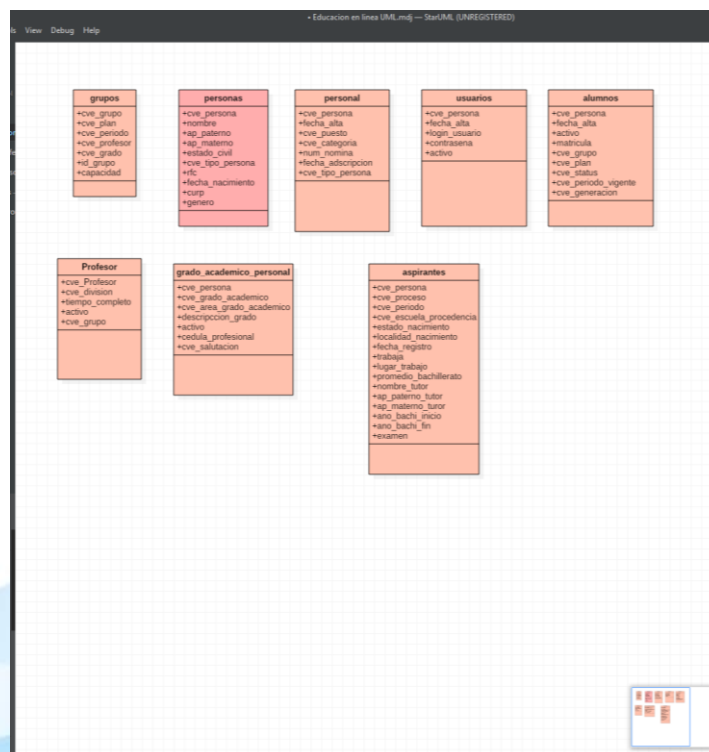 • Educacion en linea UML.mdj — StarUML (UNREGISTERED)
View Debug Help
grupos
+cve_grupo
+cve_plan
+cve_periodo
+cve_profesor
+cve_grado
+id_grupo
+capacidad
personas
+cve_persona
+nombre
+ap_paterno
+ap_materno
+estado_civil
+cve_tipo_persona
+rfc
+fecha_nacimiento
+curp
+genero
personal
+cve_persona
+fecha_alta
+cve_puesto
+cve_categoria
+num_nomina
+fecha_adscripcion
+cve_tipo_persona
usuarios
+cve_persona
+fecha_alta
+login_usuario
+contrasena
+activo
alumnos
+cve_persona
+fecha_alta
+activo
+matricula
+cve_grupo
+cve_plan
+cve_status
+cve_periodo_vigente
+cve_generacion
Profesor
+cve_Profesor
+cve_division
+tiempo_completo
+activo
+cve_grupo
grado_academico_personal
+cve_persona
+cve_grado_academico
+cve_area_grado_academico
+descripccion_grado
+activo
+cedula_profesional
+cve_salutacion
aspirantes
+cve_persona
+cve_proceso
+cve_periodo
+cve_escuela_procedencia
+estado_nacimiento
+localidad_nacimiento
+fecha_registro
+trabaja
+lugar_trabajo
+promedio_bachillerato
+nombre_tutor
+ap_paterno_tutor
+ap_materno_turor
+ano_bachi_inicio
+ano_bachi_fin
+examen